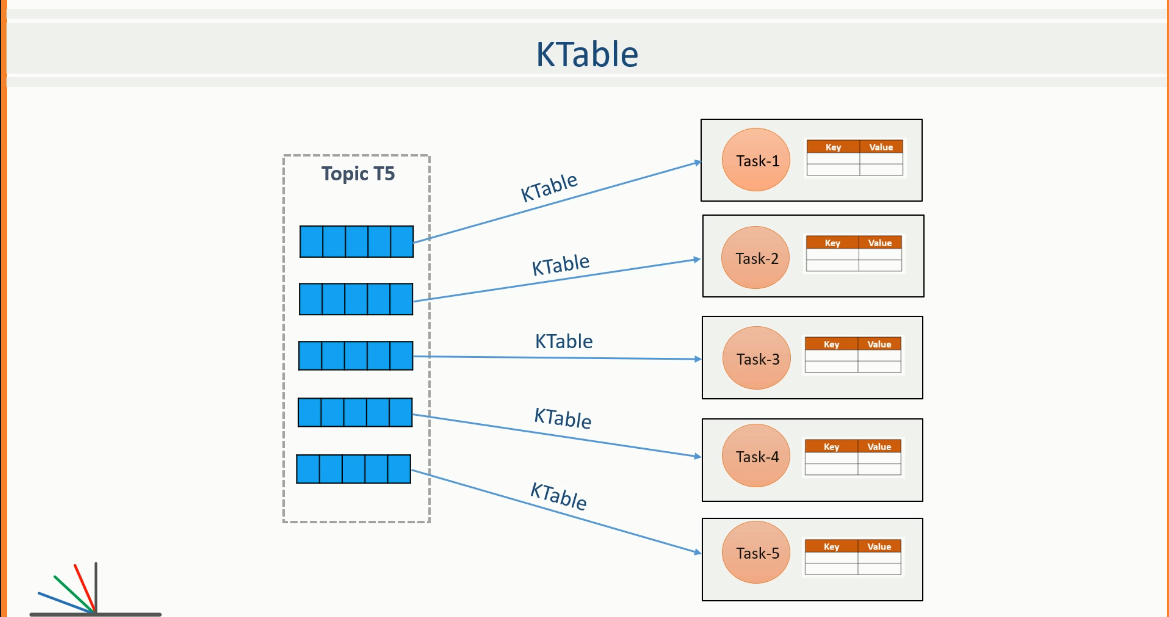 KTable
Topic T5
KTable
KTable
KTable
KTable
KTable
Task-1
Key Value
Task-2
Key Value
Task-3
Key Value
Task-4
Key Value
Task-5
Key Value